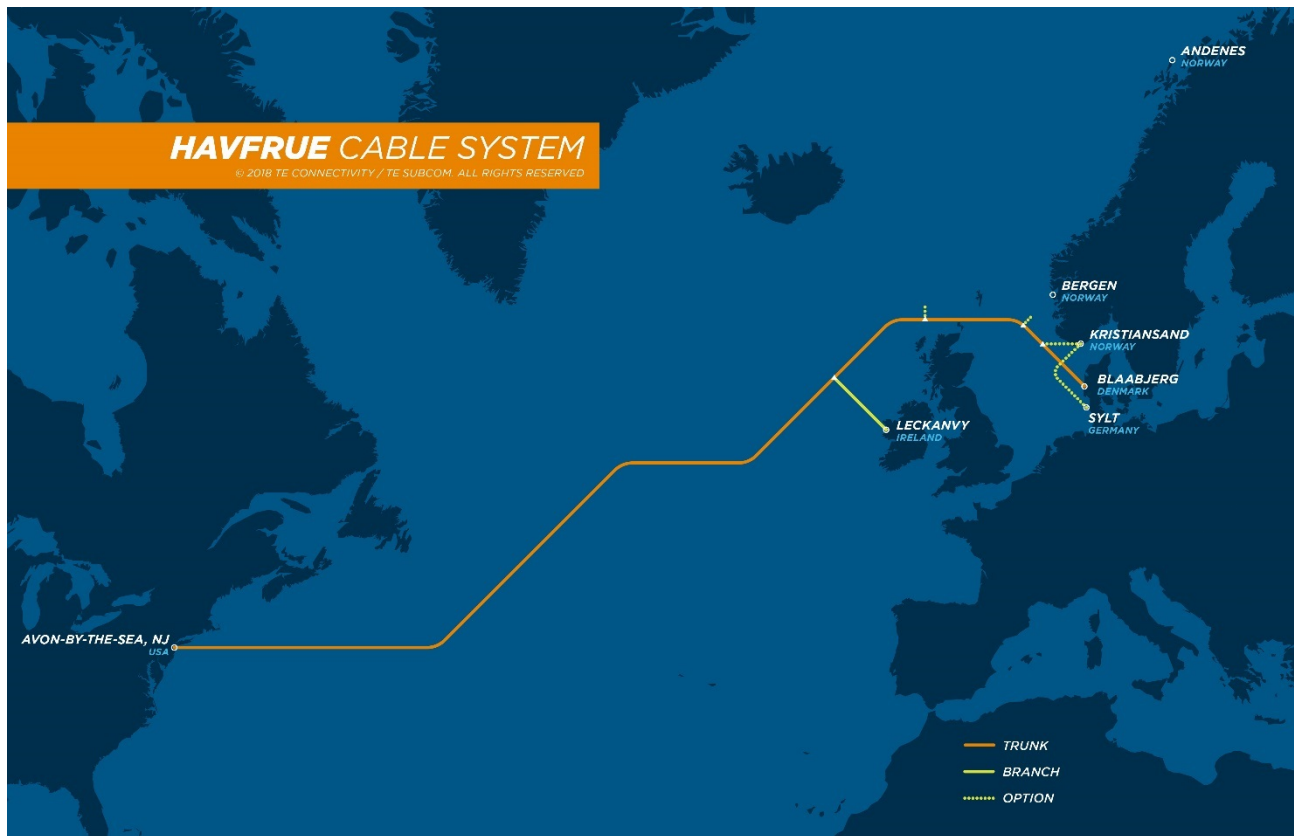 ANDENES
NORWAY
HAVFRUE CABLE SYSTEM
© 2018 TE CONNECTIVITY / TE SUBCOM. ALL RIGHTS RESERVED
BERGEN
NORWAY
KRISTIANSAND
NORWAY
BLAABJERG
DENMARK
SYLT
GERMANY
LECKANVY
IRELAND
AVON-BY-THE-SEA, NJ
USA
TRUNK
BRANCH
OPTION